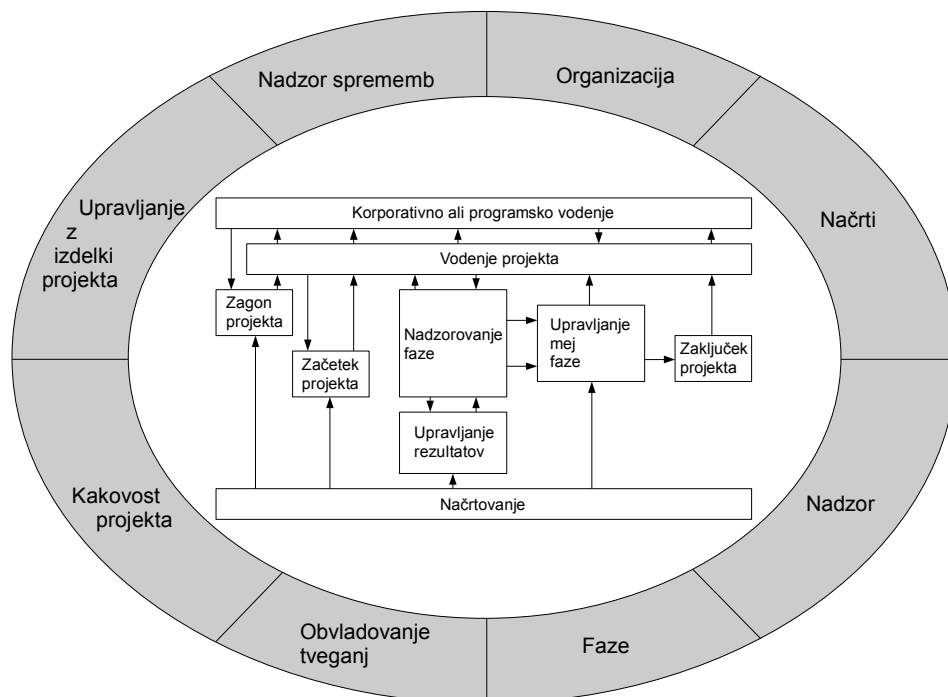 Nadzor sprememb
Organizacija
Upravljanje
z
izdelki
projekta
Načrti
Korporativno ali programsko vodenje
Vodenje projekta
Zagon
projekta
Začetek
projekta
Nadzorovanje
faze
Upravljanje
mej
faze
Zaključek
projekta
Upravljanje
rezultatov
Načrtovanje
Kakovost
projekta
Nadzor
Obvladovanje
tveganj
Faze